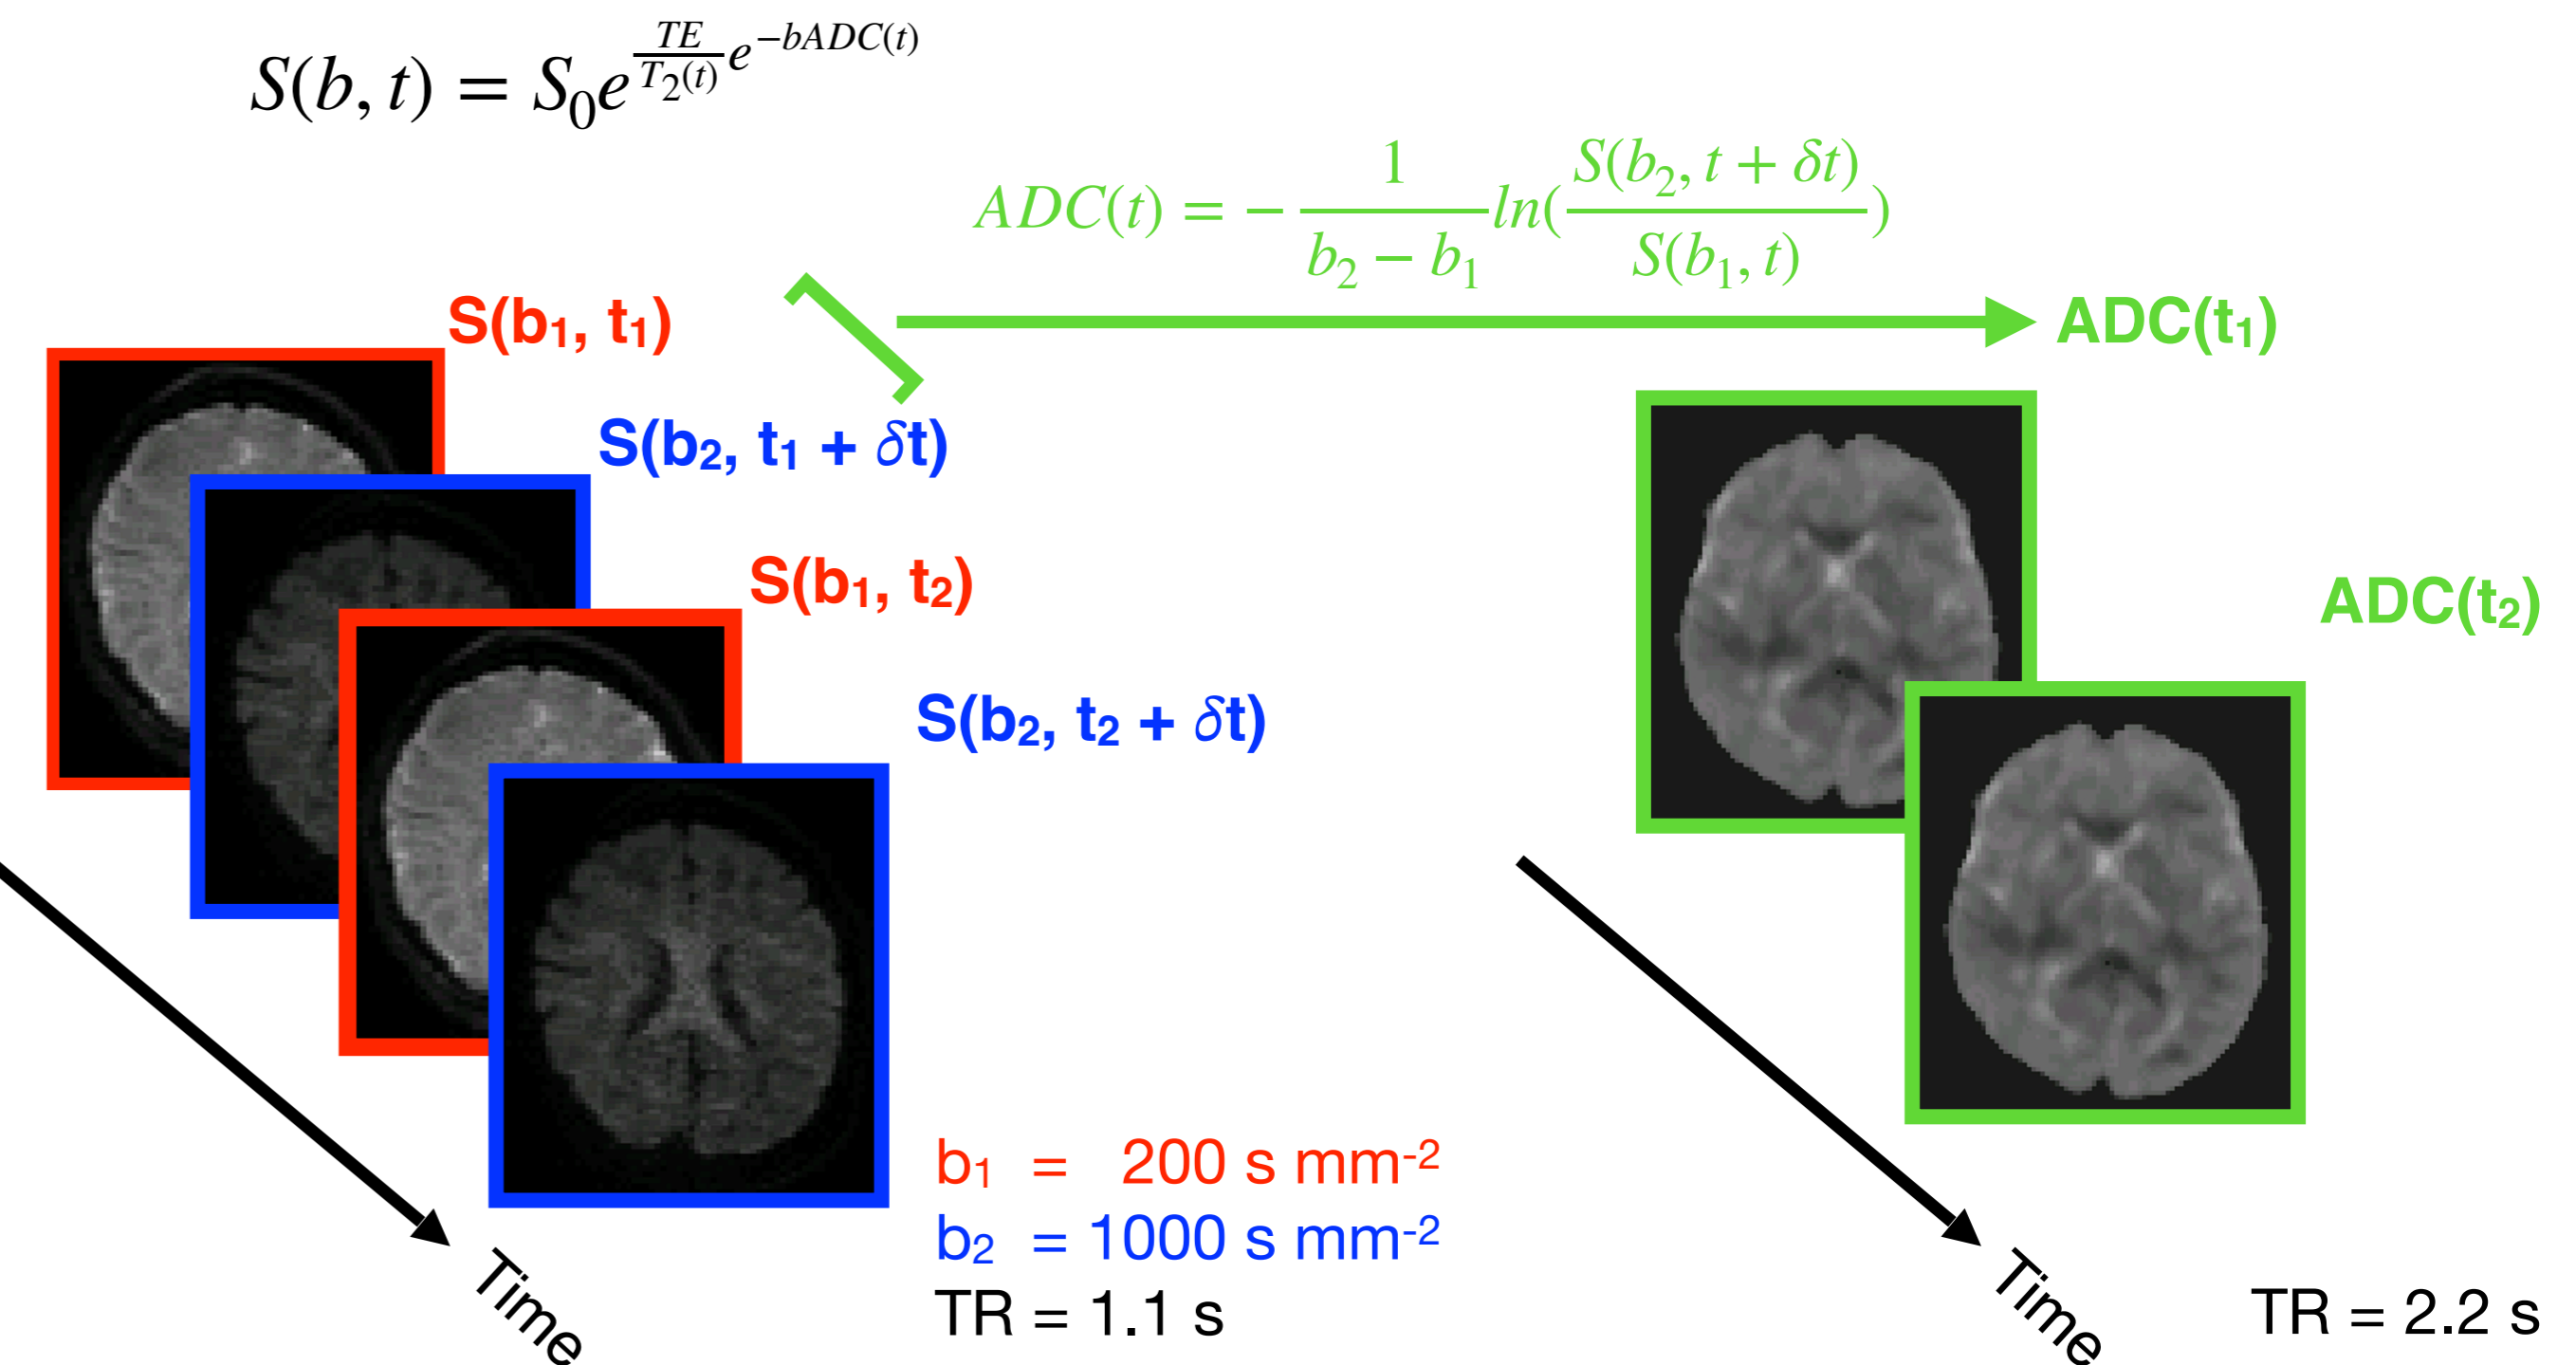 S(b, t) = S₀e^{TE/T₂(t)} e^{−bADC(t)}
ADC(t) = − 1/(b₂ − b₁) ln(S(b₂, t + δt)/S(b₁, t))
S(b₁, t₁)
ADC(t₁)
S(b₂, t₁ + δt)
S(b₁, t₂)
ADC(t₂)
S(b₂, t₂ + δt)
b₁ = 200 s mm⁻²
b₂ = 1000 s mm⁻²
TR = 1.1 s
Time
Time
TR = 2.2 s